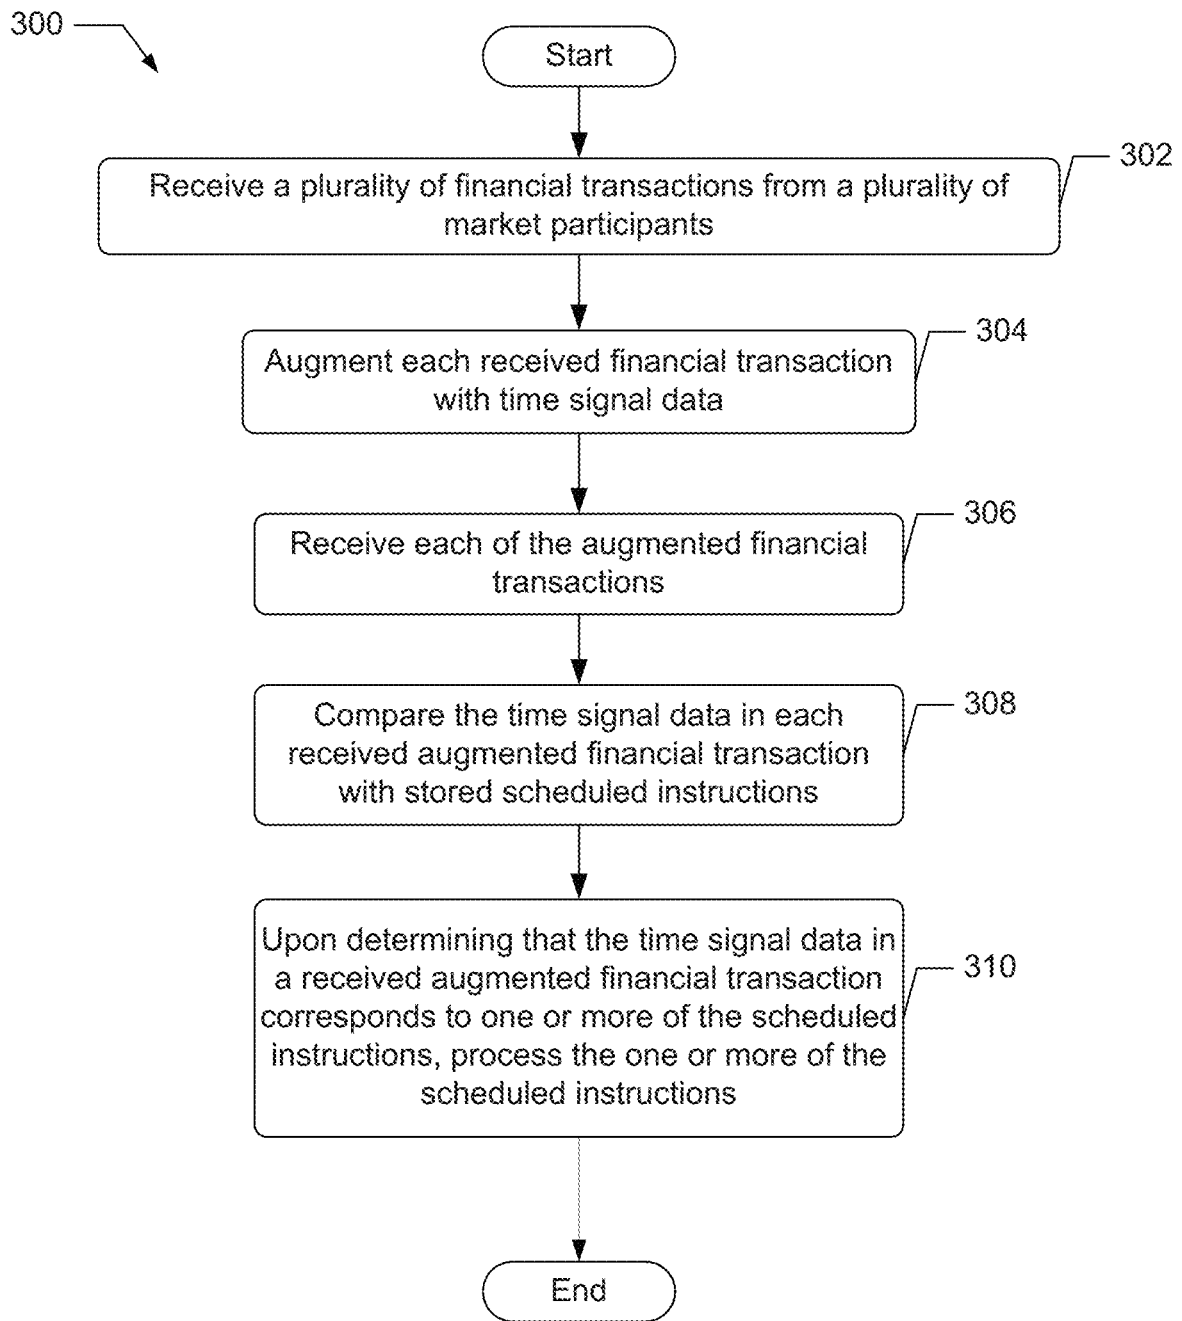 300
Start
302
Receive a plurality of financial transactions from a plurality of
market participants
304
Augment each received financial transaction
with time signal data
306
Receive each of the augmented financial
transactions
308
Compare the time signal data in each
received augmented financial transaction
with stored scheduled instructions
310
Upon determining that the time signal data in
a received augmented financial transaction
corresponds to one or more of the scheduled
instructions, process the one or more of the
scheduled instructions
End